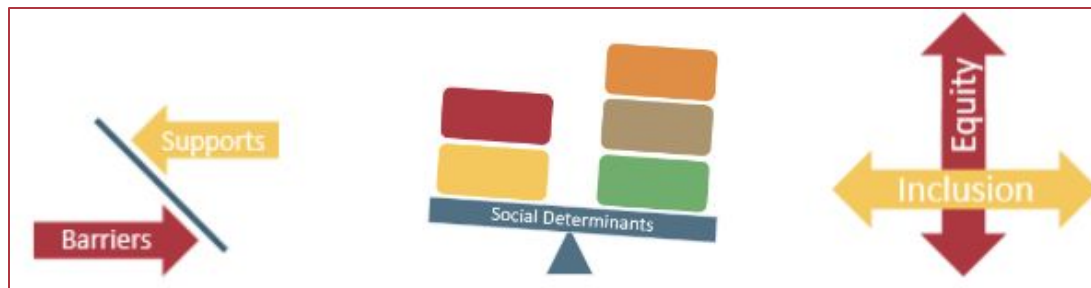 Supports
Barriers
Social Determinants
Equity
Inclusion